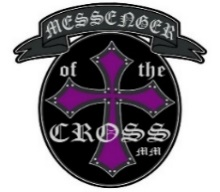 MESSENGER
of the
CROSS
MM